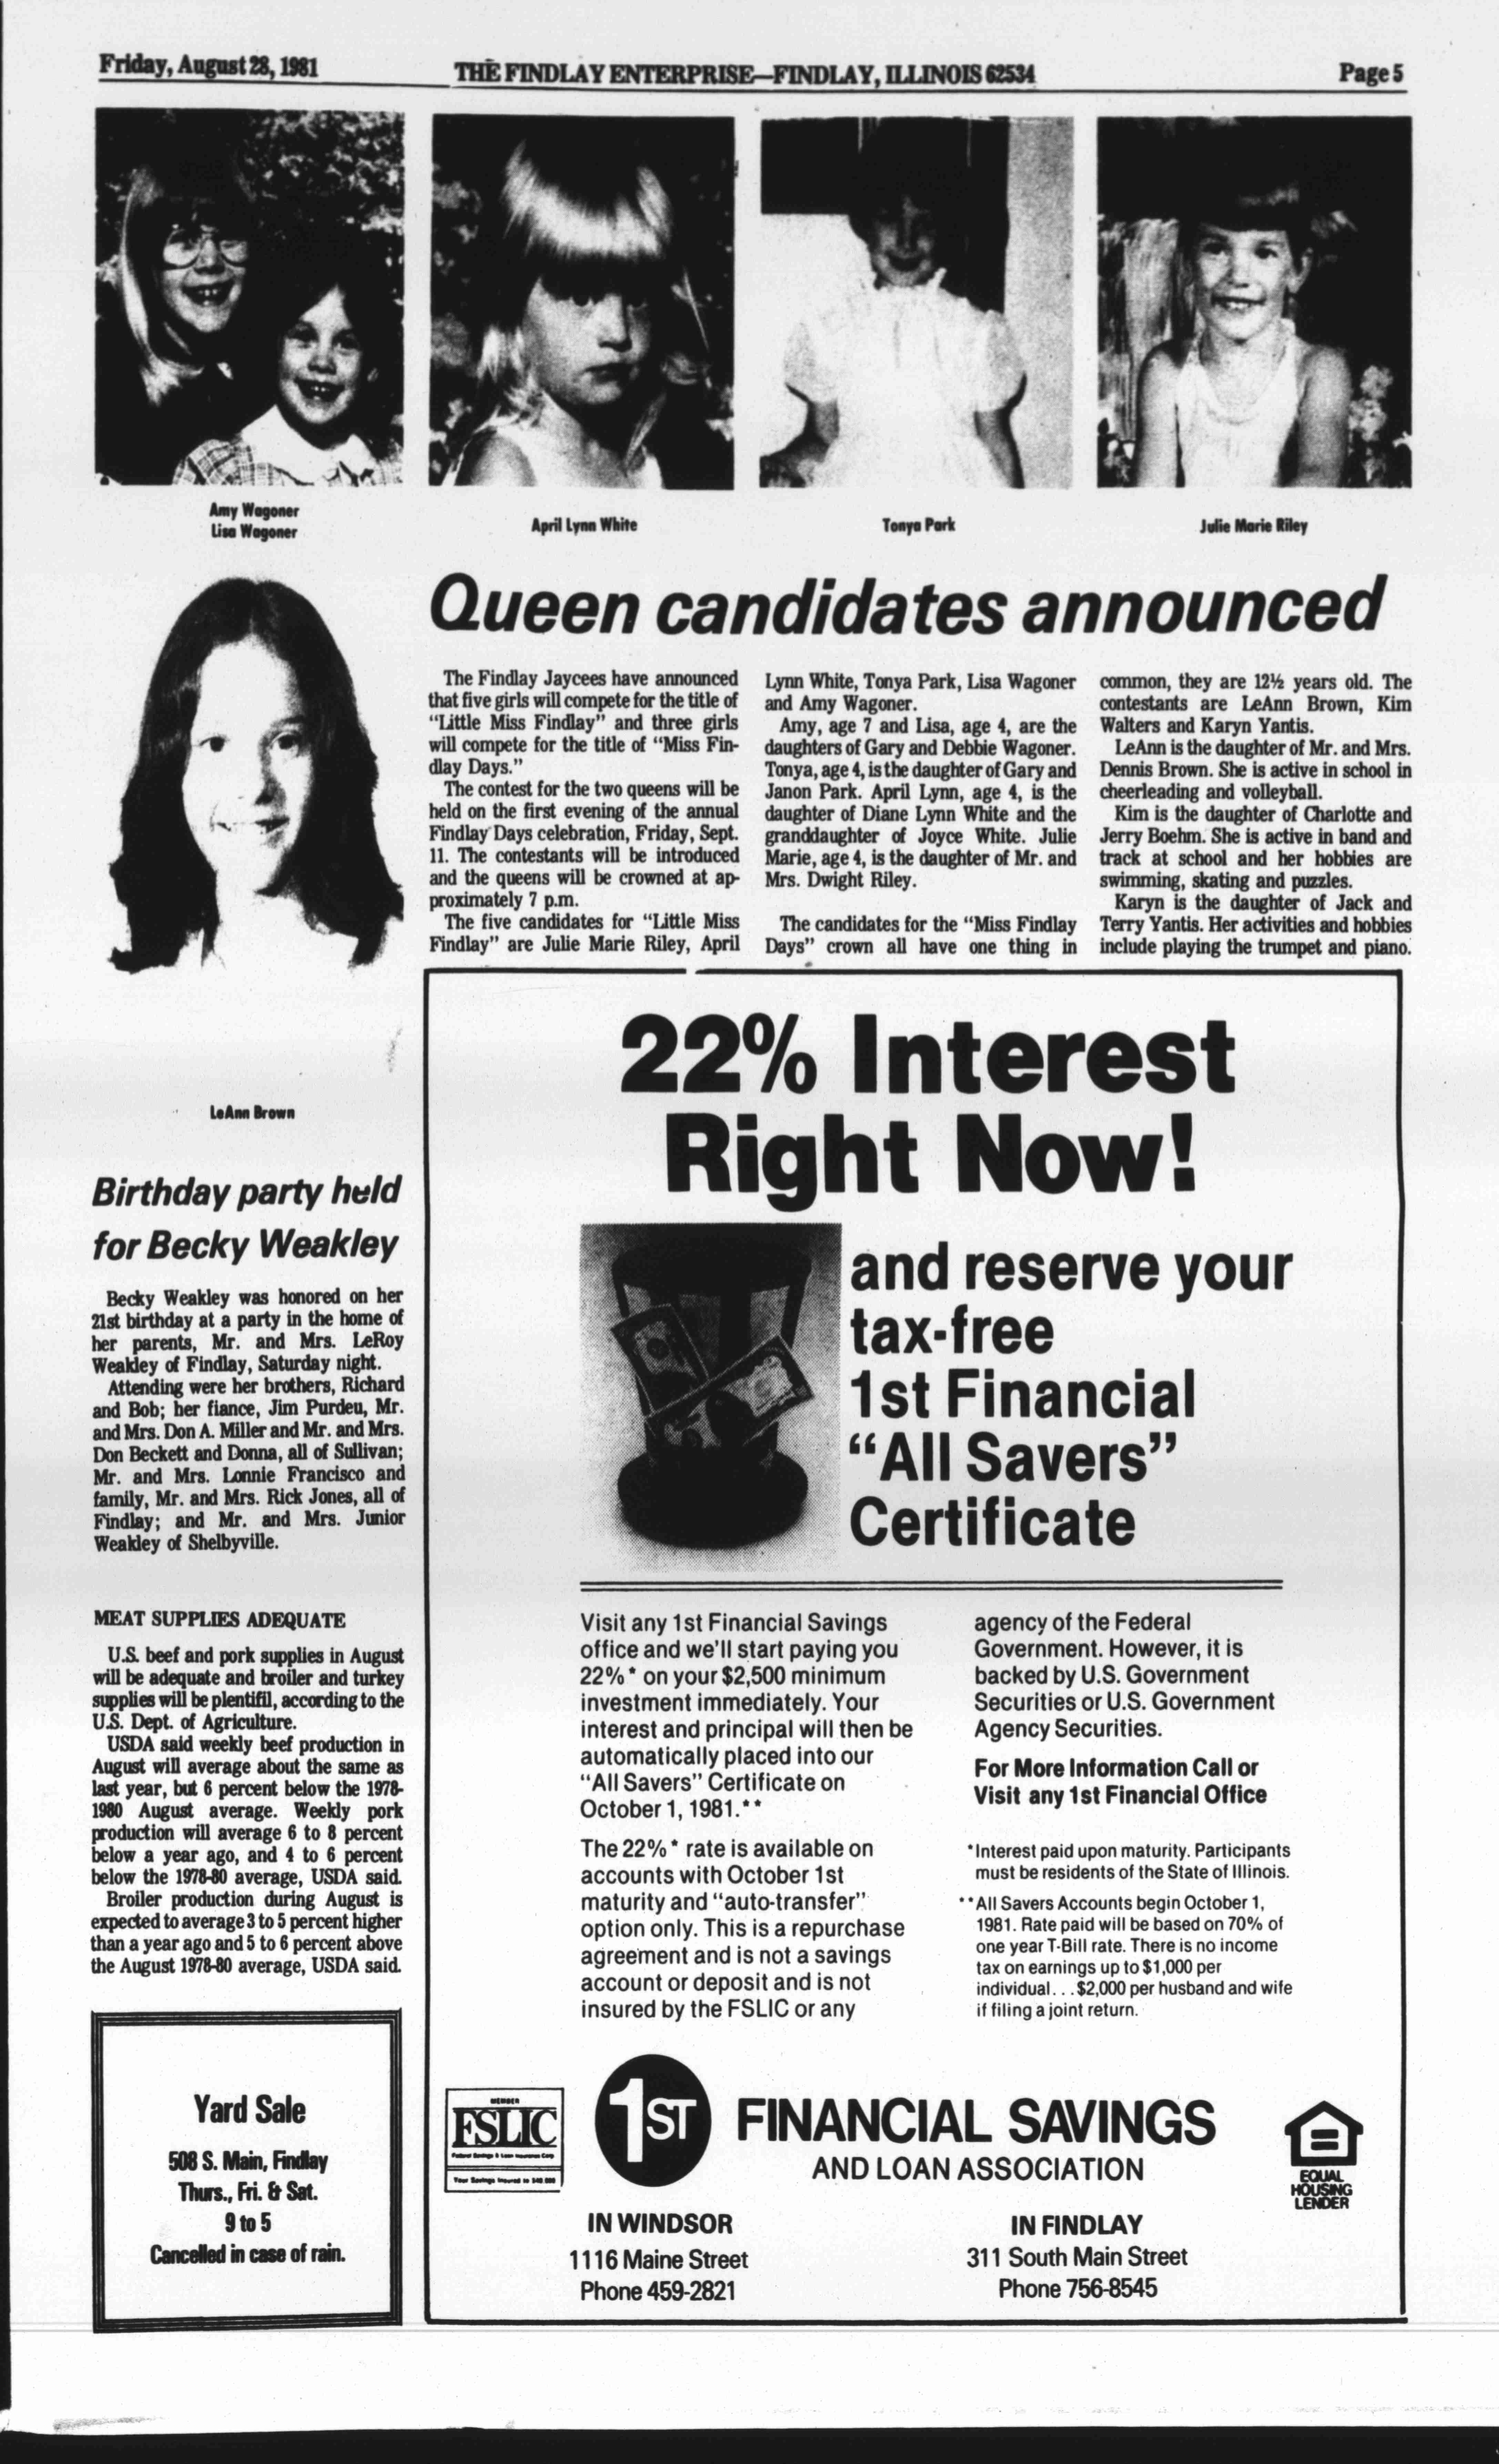 Friday, August 28, 1981
THE FINDLAY ENTERPRISE—FINDLAY, ILLINOIS 62534
Page 5
Amy Wagoner
Lisa Wagoner
April Lynn White
Tonya Park
Julie Marie Riley
Queen candidates announced
The Findlay Jaycees have announced
that five girls will compete for the title of
“Little Miss Findlay” and three girls
will compete for the title of “Miss Fin-
dlay Days.”
The contest for the two queens will be
held on the first evening of the annual
Findlay Days celebration, Friday, Sept.
11. The contestants will be introduced
and the queens will be crowned at ap-
proximately 7 p.m.
The five candidates for “Little Miss
Findlay” are Julie Marie Riley, April
Lynn White, Tonya Park, Lisa Wagoner
and Amy Wagoner.
Amy, age 7 and Lisa, age 4, are the
daughters of Gary and Debbie Wagoner.
Tonya, age 4, is the daughter of Gary and
Janon Park. April Lynn, age 4, is the
daughter of Diane Lynn White and the
granddaughter of Joyce White. Julie
Marie, age 4, is the daughter of Mr. and
Mrs. Dwight Riley.
The candidates for the “Miss Findlay
Days” crown all have one thing in
common, they are 12½ years old. The
contestants are LeAnn Brown, Kim
Walters and Karyn Yantis.
LeAnn is the daughter of Mr. and Mrs.
Dennis Brown. She is active in school in
cheerleading and volleyball.
Kim is the daughter of Charlotte and
Jerry Boehm. She is active in band and
track at school and her hobbies are
swimming, skating and puzzles.
Karyn is the daughter of Jack and
Terry Yantis. Her activities and hobbies
include playing the trumpet and piano.
LeAnn Brown
Birthday party held
for Becky Weakley
Becky Weakley was honored on her
21st birthday at a party in the home of
her parents, Mr. and Mrs. LeRoy
Weakley of Findlay, Saturday night.
Attending were her brothers, Richard
and Bob; her fiance, Jim Purdeu, Mr.
and Mrs. Don A. Miller and Mr. and Mrs.
Don Beckett and Donna, all of Sullivan;
Mr. and Mrs. Lonnie Francisco and
family, Mr. and Mrs. Rick Jones, all of
Findlay; and Mr. and Mrs. Junior
Weakley of Shelbyville.
MEAT SUPPLIES ADEQUATE
U.S. beef and pork supplies in August
will be adequate and broiler and turkey
supplies will be plentifil, according to the
U.S. Dept. of Agriculture.
USDA said weekly beef production in
August will average about the same as
last year, but 6 percent below the 1978-
1980 August average. Weekly pork
production will average 6 to 8 percent
below a year ago, and 4 to 6 percent
below the 1978-80 average, USDA said.
Broiler production during August is
expected to average 3 to 5 percent higher
than a year ago and 5 to 6 percent above
the August 1978-80 average, USDA said.
Yard Sale
508 S. Main, Findlay
Thurs., Fri. & Sat.
9 to 5
Cancelled in case of rain.
22% Interest
Right Now!
and reserve your
tax-free
1st Financial
“All Savers”
Certificate
Visit any 1st Financial Savings
office and we'll start paying you
22%* on your $2,500 minimum
investment immediately. Your
interest and principal will then be
automatically placed into our
“All Savers” Certificate on
October 1, 1981.**
The 22%* rate is available on
accounts with October 1st
maturity and “auto-transfer”
option only. This is a repurchase
agreement and is not a savings
account or deposit and is not
insured by the FSLIC or any
agency of the Federal
Government. However, it is
backed by U.S. Government
Securities or U.S. Government
Agency Securities.
For More Information Call or
Visit any 1st Financial Office
*Interest paid upon maturity. Participants
must be residents of the State of Illinois.
**All Savers Accounts begin October 1,
1981. Rate paid will be based on 70% of
one year T-Bill rate. There is no income
tax on earnings up to $1,000 per
individual. . .$2,000 per husband and wife
if filing a joint return.
MEMBER
FSLIC
Federal Savings & Loan Insurance Corp
Your Savings Insured to $40,000
1ST FINANCIAL SAVINGS
AND LOAN ASSOCIATION
EQUAL
HOUSING
LENDER
IN WINDSOR
1116 Maine Street
Phone 459-2821
IN FINDLAY
311 South Main Street
Phone 756-8545